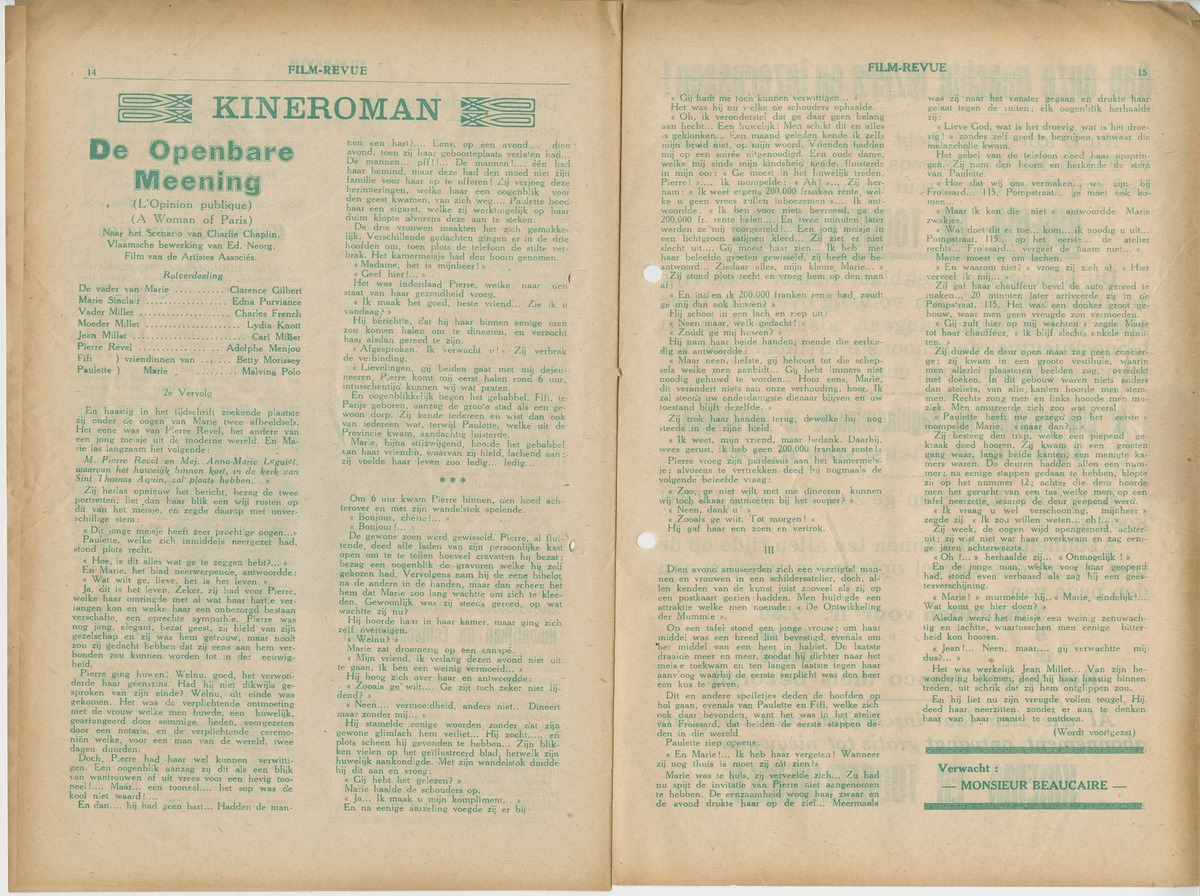 14
FILM-REVUE
KINEROMAN
De Openbare
Meening
(L'Opinion publique)
(A Woman of Paris)
Naar het Scenario van Charlie Chaplin.
Vlaamsche bewerking van Ed. Neorg.
Film van de Artistes Associés.
Rolverdeeling
De vader van Marie .......... Clarence Gilbert
Marie Sinclair ................ Edna Purviance
Vader Millet .................. Charles French
Moeder Millet .................. Lydia Knott
Jean Millet ..................... Carl Miller
Pierre Revel ................ Adolphe Menjou
Fifi ) vriendinnen van .. Betty Morissey
Paulette ) Marie .. Malvina Polo
2e Vervolg
En haastig in het tijdschrift zoekende plaatste
zij onder de oogen van Marie twee afbeeldsels.
Het eene was van Pierre Revel, het andere van
een jong meisje uit de moderne wereld. En Ma-
rie las langzaam het volgende :
M. Pierre Revel en Mej. Anna-Marie Leguiel,
waarvan het huwelijk binnen kort, in de kerk van
Sint Thomas Aquin, zal plaats hebben... »
Zij herlas opnieuw het bericht, bezag de twee
portretten, liet dan haar blik een wijl rusten op
dit van het meisje, en zegde daarop met onver-
schillige stem :
« Dit jonge meisje heeft zeer prachtige oogen...»
Paulette, welke zich inmiddels neergezet had,
stond plots recht.
« Hoe, is dit alles wat ge te zeggen hebt?... »
En Marie, het blad neerwerpende, antwoordde :
« Wat wilt ge, lieve, het is het leven. »
Ja, dit is het leven. Zeker, zij had voor Pierre,
welke haar omringde met al wat haar hartje ver-
langen kon en welke haar een onbezorgd bestaan
verschafte, een oprechte sympathie. Pierre was
nog jong, elegant, bezat geest, zij hield van zijn
gezelschap en zij was hem getrouw, maar nooit
zou zij gedacht hebben dat zij eens aan hem ver-
bonden zou kunnen worden tot in der eeuwig-
heid.
Pierre ging huwen! Welnu, goed, het verwon-
derde haar geenszins. Had hij niet dikwijls ge-
sproken van zijn einde? Welnu, dit einde was
gekomen. Het was de verplichte ontmoeting
met de vrouw welke men huwde, een huwelijk,
gearrangeerd door sommige lieden, voorgezeten
door een notaris, en de verplichtende ceremo-
niën welke, voor een man van de wereld, twee
dagen duurden.
Doch, Pierre had haar wel kunnen verwitti-
gen. Een oogenblik aanzag zij dit als een blijk
van wantrouwen of uit vrees voor een hevig too-
neel!.... Maar... een tooneel.... het sop was de
kool niet waard!....
En dan.... hij had geen hart... Hadden de man-
nen een hart?.... Eens, op een avond.... dien
avond, toen zij haar geboorteplaats verlaten had...
De mannen... pff!... De mannen!.... één had
haar bemind, maar deze had den moed niet zijn
familie voor haar op te offeren! Zij verjoeg deze
herinneringen, welke haar een oogenblik voor
den geest kwamen, van zich weg.... Paulette bood
haar een sigaret, welke zij werktuigelijk op haar
duim klopte alvorens deze aan te steken.
De drie vrouwen maakten het zich gemakke-
lijk. Verschillende gedachten gingen er in de drie
hoofden om, toen plots de telefoon de stilte ver-
brak. Het kamermeisje had den hoorn genomen.
« Madame, het is mijnheer! »
« Geef hier!... »
Het was inderdaad Pierre, welke naar den
staat van haar gezondheid vroeg.
« Ik maak het goed, beste vriend... Zie ik u
vandaag? »
Hij berichtte, dat hij haar binnen eenige uren
zou komen halen om te dineeren, en verzocht
haar alsdan gereed te zijn.
« Afgesproken. Ik verwacht u! » Zij verbrak
de verbinding.
« Lievelingen, gij beiden gaat met mij dejeu-
neeren, Pierre komt mij eerst halen rond 6 uur,
intusschentijd kunnen wij wat praten.
En oogenblikkelijk begon het gebabbel. Fifi, te
Parijs geboren, aanzag de groote stad als een ge-
woon dorp. Zij kende iedereen en wist dan ook
van iedereen wat, terwijl Paulette, welke uit de
Provincie kwam, aandachtig luisterde.
Marie, bijna stilzwijgend, hoorde het gebabbel
van haar vriendin, waarvan zij hield, lachend aan ;
zij voelde haar leven zoo ledig... ledig...
* * *
Om 6 uur kwam Pierre binnen, den hoed ach-
terover en met zijn wandelstok spelende.
« Bonjour, chérie!... »
« Bonjour!... »
De gewone zoen werd gewisseld. Pierre, al flui-
tende, deed alle laden van zijn persoonlijke kast
open om te te tellen hoeveel cravatten hij bezat ;
bezag een oogenblik de gravuren welke hij zelf
gekozen had. Vervolgens nam hij de eene bibelot
na de andere in de handen, maar dan scheen het
hem dat Marie zoo lang wachtte om zich te klee-
den. Gewoonlijk was zij steeds gereed, op wat
wachtte zij nu?
Hij hoorde haar in haar kamer, maar ging zich
zelf overtuigen.
« Welnu? »
Marie zat droomerig op een canapé.
« Mijn vriend, ik verlang dezen avond niet uit
te gaan, ik ben een weinig vermoeid... »
Hij boog zich over haar en antwoordde :
« Zooals ge wilt.... Ge zijt toch zeker niet lij-
dend? »
« Neen.... vermoeidheid, anders niet.. Dineert
maar zonder mij... »
Hij stamelde eenige woorden zonder dat zijn
gewone glimlach hem verliet. Hij zocht.... en
plots scheen hij gevonden te hebben... Zijn blik-
ken vielen op het geïllustreerd blad, hetwelk zijn
huwelijk aankondigde. Met zijn wandelstok duidde
hij dit aan en vroeg :
« Gij hebt het gelezen? »
Marie haalde de schouders op.
« Ja... Ik maak u mijn kompliment... »
En na eenige aarzeling voegde zij er bij :
FILM-REVUE
15
« Gij hadt me toch kunnen verwittigen... »
Het was hij nu welke de schouders ophaalde.
« Oh, ik veronderstel dat ge daar geen belang
aan hecht... Een huwelijk! Men schikt dit en alles
is geklonken... Een maand geleden kende ik zelfs
mijn bruid niet, op mijn woord. Vrienden hadden
mij op een soirée uitgenoodigd. Een oude dame,
welke mij sinds mijn kindsheid kende, fluisterde
in mijn oor : « Ge moest in het huwelijk treden,
Pierre! ».... Ik mompelde : « Ah! ».... Zij her-
nam : « Ik weet ergens 200.000 franken rente, wel-
ke u geen vrees zullen inboezemen ».... Ik ant-
woordde : « Ik ben voor niets bevreesd, ga de
200.000 fr. rente halen.... En twee minuten later
werden ze mij voorgesteld!... Een jong meisje in
een lichtgroen satijnen kleed... Zij ziet er niet
slecht uit... Gij moest haar zien... Ik heb met
haar beleefde groeten gewisseld, zij heeft die be-
antwoord... Ziedaar alles, mijn kleine Marie... »
Zij stond plots recht en vroeg hem op den man
af :
« En indien ik 200.000 franken rente had, zoudt
ge mij dan ook huwen? »
Hij schoot in een lach en riep uit :
« Neen maar, welk gedacht! »
« Zoudt ge mij huwen? »
Hij nam haar beide handen, zoende die eerbie-
dig en antwoordde :
« Maar neen, liefste, gij behoort tot die schep-
sels welke men aanbidt... Gij hebt immers niet
noodig gehuwd te worden... Hoor eens, Marie,
dit verandert niets aan onze verhouding, hoor. Ik
zal steeds uw onderdanigste dienaar blijven en uw
toestand blijft dezelfde. »
Zij trok haar handen terug, dewelke hij nog
steeds in de zijne hield.
« Ik weet, mijn vriend, maar bedank. Daarbij,
wees gerust, ik heb geen 200.000 franken rente!»
Pierre vroeg zijn pardessus aan het kamermeis-
je; alvorens te vertrekken deed hij nogmaals de
volgende beleefde vraag :
« Zoo, ge wilt niet met me dineeren, kunnen
wij toch elkaar ontmoeten bij het souper? »
« Neen, dank u »
« Zooals ge wilt. Tot morgen! »
Hij gaf haar een zoen en vertrok.
III
Dien avond amuseerden zich een veertigtal man-
nen en vrouwen in een schildersatelier, doch, al-
len kenden van de kunst juist zooveel als zij op
een postkaart gezien hadden. Men huldigde een
attraktie welke men noemde : « De Ontwikkeling
der Mummie ».
Op een tafel stond een jonge vrouw ; om haar
middel was een breed lint bevestigd, evenals om
het middel van een heer in habiet. De laatste
draaide meer en meer, zoodat hij dichter naar het
meisje toekwam en ten langen laatste tegen haar
aanvloog waarbij de eerste verplicht was de laatste
een kus te geven.
Dit en andere spelletjes deden de hoofden op
hol gaan, evenals van Paulette en Fifi, welke zich
ook daar bevonden, want het was in het atelier
van Froissard, dat beiden de eerste stappen de-
den in die wereld.
Paulette riep opeens :
« En Marie!... Ik heb haar vergeten! Wanneer
zij nog thuis is moet zij uit zien! »
Marie was te huis, zij verveelde zich... Zu had
nu spijt de invitatie van Pierre niet aangenomen
te hebben. De eenzaamheid woog haar zwaar en
de avond drukte haar op de ziel... Meermaals
was zij naar het venster gegaan en drukte haar
gelaat tegen de ruiten ; elk oogenblik herhaalde
zij :
« Lieve God, wat is het droevig, wat is het droe-
vig! » zonder zelf goed te begrijpen vanwaar die
melancholie kwam.
Het gebel van de telefoon deed haar opsprin-
gen. Zij nam den hoorn en herkende de stem
van Paulette.
« Hoe dat wij ons vermaken... we zijn bij
Froissard... 115, Pompstraat... ge moet ook ko-
men... »
« Maar ik ken die niet » antwoordde Marie
zwakjes.
« Wat doet dit er toe... kom... ik noodig u uit...
Pompstraat, 115... op het eerste... de atelier
rechts... Froissard... vergeet de naam niet... »
Marie moest er om lachen.
« En waarom niet? » vroeg zij zich af. « Hier
verveel ik mij... »
Zij gaf haar chauffeur bevel de auto gereed te
maken... 20 minuten later arriveerde zij in de
Pompstraat, 115. Het was een donker groot ge-
bouw, waar men geen vreugde zou vermoeden.
« Gij zult hier op mij wachten » zegde Marie
tot haar chauffeur, « ik blijf slechts enkele minu-
ten. »
Zij duwde de deur open maar zag geen concier-
ge ; zij kwam in een groote vestibule, waarin
men allerlei plaasteren beelden zag, overdekt
met doeken. In dit gebouw waren niets anders
dan ateliers, van alle kanten hoorde men stem-
men. Rechts zong men en links hoorde men mu-
ziek. Men amuzeerde zich zoo wat overal.
« Paulette heeft me gezegd op het eerste »
mompelde Marie, « maar dan?... »
Zij besteeg den trap, welke een piepend ge-
kraak deed hooren. Zij kwam in een grooten
gang waar, langs beide kanten, een menigte ka-
mers waren. De deuren hadden allen een num-
mer ; na eenige stappen gedaan te hebben, klopte
zij op het nummer 12; achter die deur hoorde
men het gerucht van een tas welke men op een
tafel neerzette, waarop de deur geopend werd.
« Ik vraag u wel verschooning, mijnheer »
zegde zij. « Ik zou willen weten... eh!... »
Zij week, de oogen wijd opengesperd, achter-
uit ; zij wist niet wat haar overkwam en zag een-
ige jaren achterwaarts.
« Oh!... » herhaalde zij... « Onmogelijk! »
En de jonge man, welke voor haar geopend
had, stond even verbaasd als zag hij een gees-
tesverschijning.
« Marie! » murmelde hij.. « Marie, eindelijk!...
Wat komt ge hier doen? »
Alsdan werd het meisje een weinig zenuwach-
tig en lachtte, waartusschen men eenige bitter-
heid kon hooren.
« Jean!... Neen, maar..... gij verwachtte mij
dus?... »
Het was werkelijk Jean Millet... Van zijn be-
wondering bekomen, deed hij haar haastig binnen
treden, uit schrik dat zij hem ontglippen zou.
En hij liet nu zijn vreugde vollen teugel. Hij
deed haar neerzitten, zonder er aan te denken
haar van haar mantel te ontdoen.
(Wordt voortgezet)
Verwacht :
— MONSIEUR BEAUCAIRE —